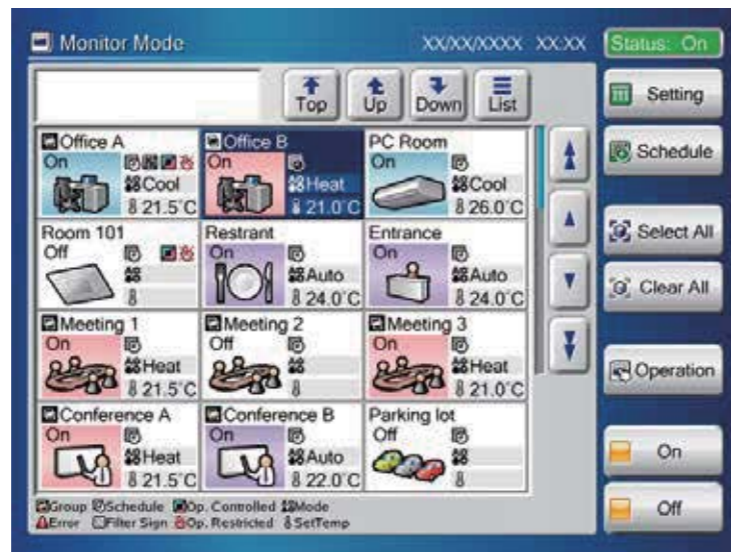 Monitor Mode XX/XX/XXXX XX:XX Status: On
Top Up Down List
Setting
Schedule
Select All
Clear All
Operation
On
Off
Office A
On
Cool
21.5°C
Office B
On
Heat
21.0°C
PC Room
On
Cool
26.0°C
Room 101
Off
Restrant
On
Auto
24.0°C
Entrance
On
Auto
24.0°C
Meeting 1
On
Heat
21.5°C
Meeting 2
Off
Meeting 3
On
Heat
21.0°C
Conference A
On
Heat
21.5°C
Conference B
On
Auto
22.0°C
Parking lot
Off
Group Schedule Op. Controlled Mode
Error Filter Sign Op. Restricted SetTemp